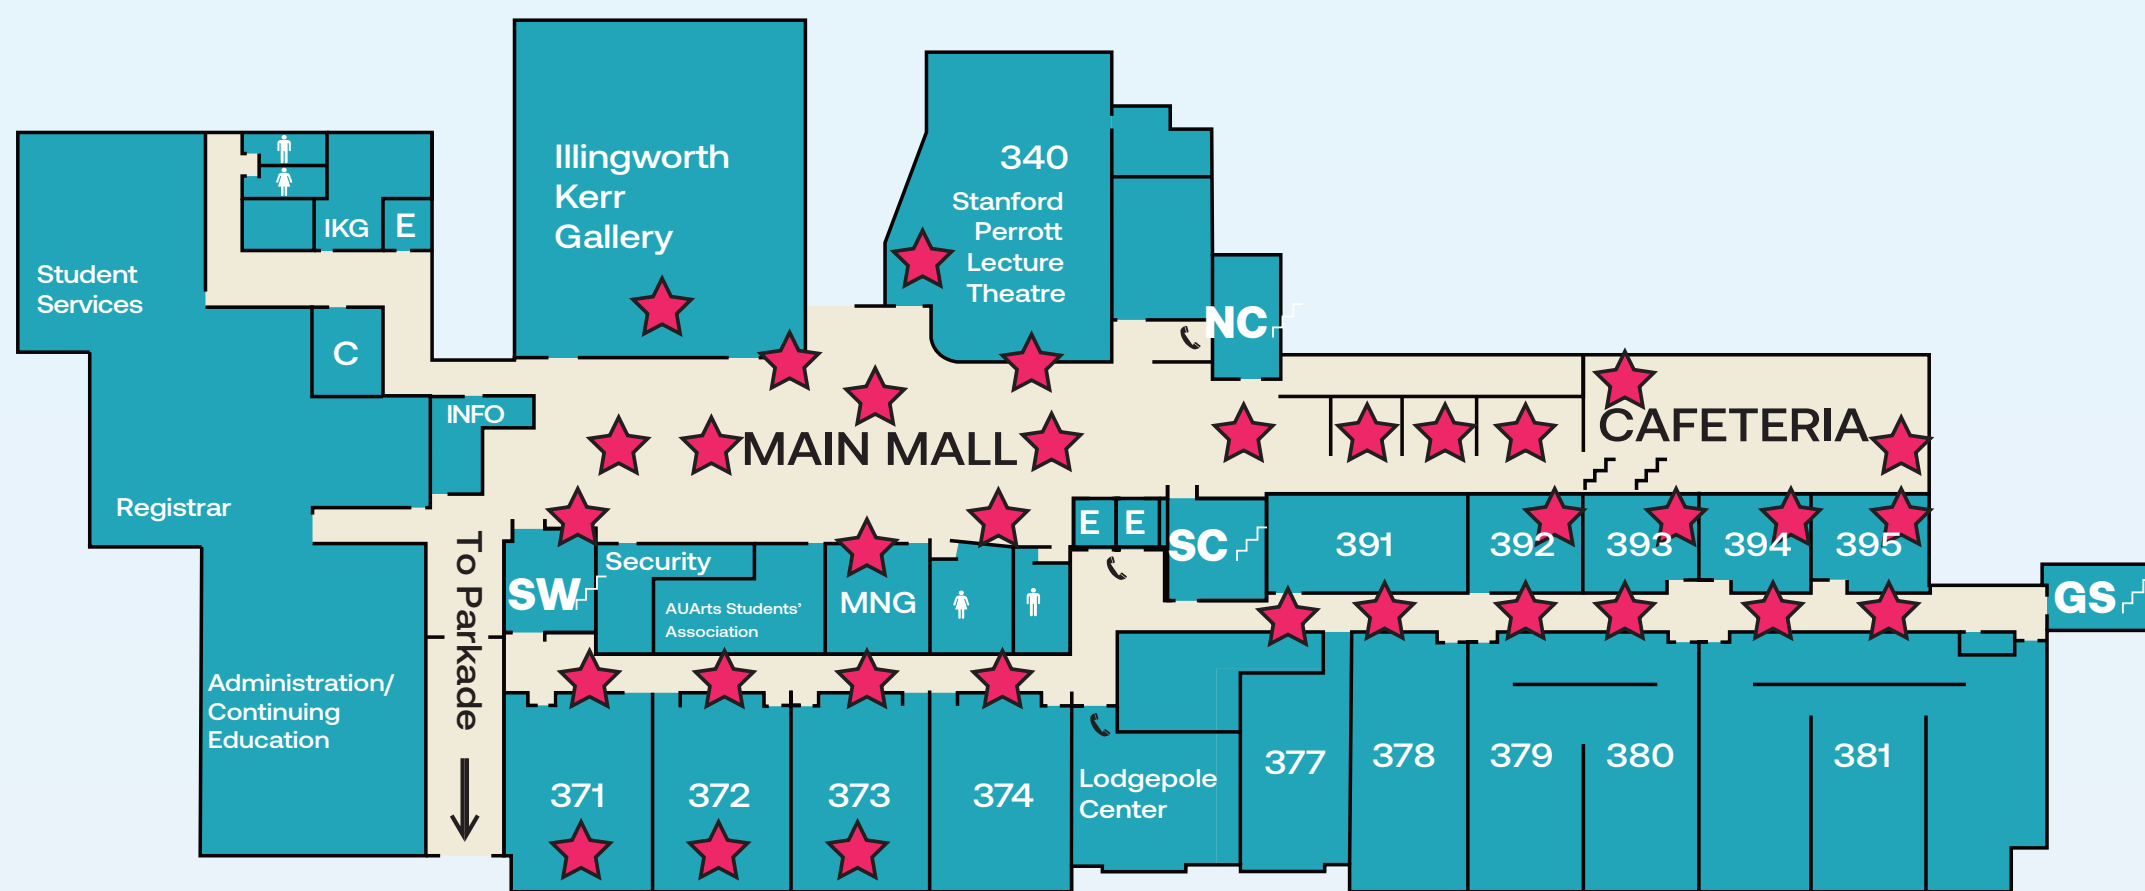 Illingworth
Kerr
Gallery
340
Stanford
Perrott
Lecture
Theatre
IKG
E
Student
Services
C
NC
INFO
MAIN MALL
CAFETERIA
Registrar
To Parkade
SW
Security
AUArts Students'
Association
MNG
E
E
SC
391
392
393
394
395
GS
Administration/
Continuing
Education
371
372
373
374
Lodgepole
Center
377
378
379
380
381